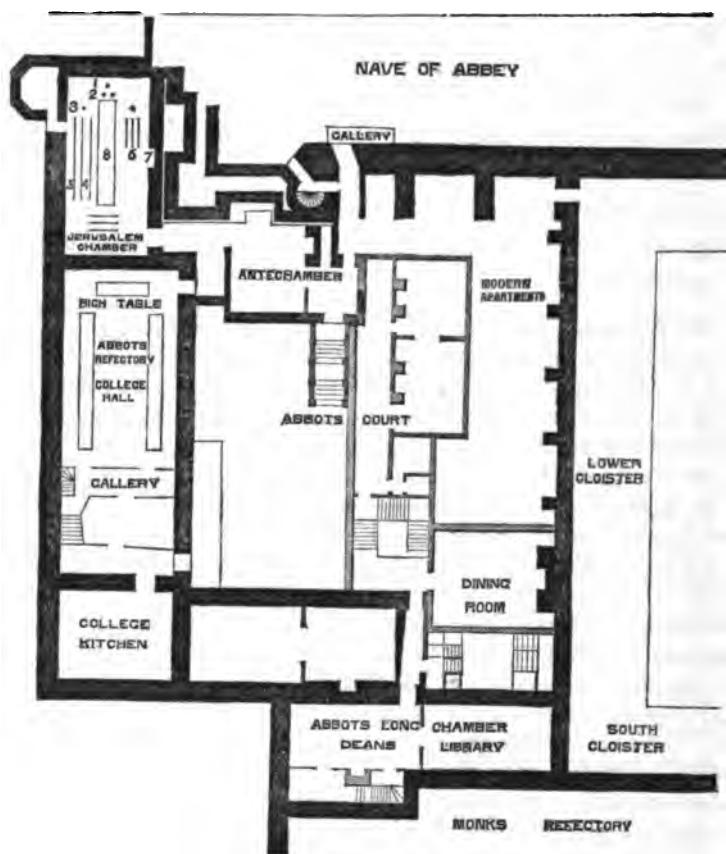 NAVE OF ABBEY
GALLERY
2
3
4
8
6
7
JERUSALEM
CHAMBER
ANTECHAMBER
MODERN
APARTMENTS
HIGH TABLE
ABBOTS
REFECTORY
COLLEGE
HALL
ABBOTS COURT
GALLERY
LOWER
CLOISTER
DINING
ROOM
COLLEGE
KITCHEN
ABBOTS LONG CHAMBER
DEANS LIBRARY
SOUTH
CLOISTER
MONKS REFECTORY